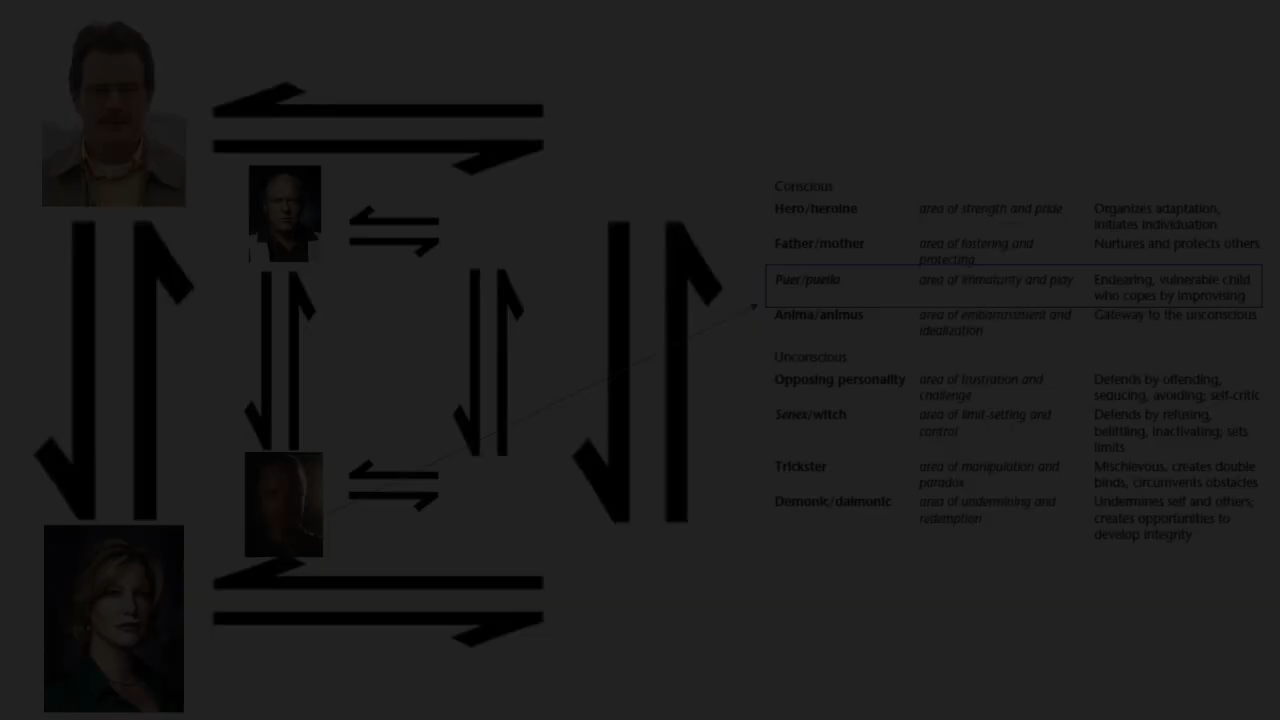 Conscious
Hero/heroine area of strength and pride Organizes adaptation,
initiates individuation
Father/mother area of fostering and Nurtures and protects others
protecting
Puer/puella area of immaturity and play Endearing, vulnerable child
who copes by improvising
Anima/animus area of embarrassment and Gateway to the unconscious
idealization
Unconscious
Opposing personality area of frustration and Defends by offending,
challenge seducing, avoiding; self-critic
Senex/witch area of limit-setting and Defends by refusing,
control belittling, inactivating; sets
limits
Trickster area of manipulation and Mischievous, creates double
paradox binds, circumvents obstacles
Demonic/daimonic area of undermining and Undermines self and others;
redemption creates opportunities to
develop integrity